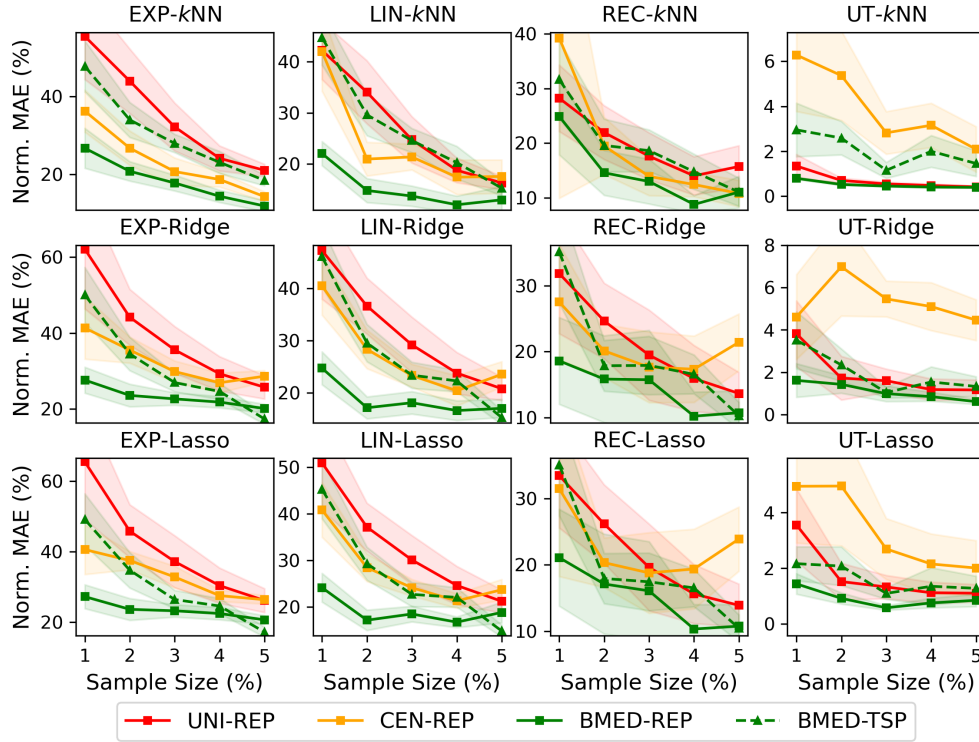 EXP-kNN LIN-kNN REC-kNN UT-kNN
Norm. MAE (%)
60 40 20
40 30 20
40 30 20 10
6 4 2 0
EXP-Ridge LIN-Ridge REC-Ridge UT-Ridge
Norm. MAE (%)
60 40 20
40 30 20
30 20 10
8 6 4 2 0
EXP-Lasso LIN-Lasso REC-Lasso UT-Lasso
Norm. MAE (%)
60 40 20
50 40 30 20
30 20 10
4 2 0
1 2 3 4 5 1 2 3 4 5 1 2 3 4 5 1 2 3 4 5
Sample Size (%) Sample Size (%) Sample Size (%) Sample Size (%)
UNI-REP CEN-REP BMED-REP BMED-TSP